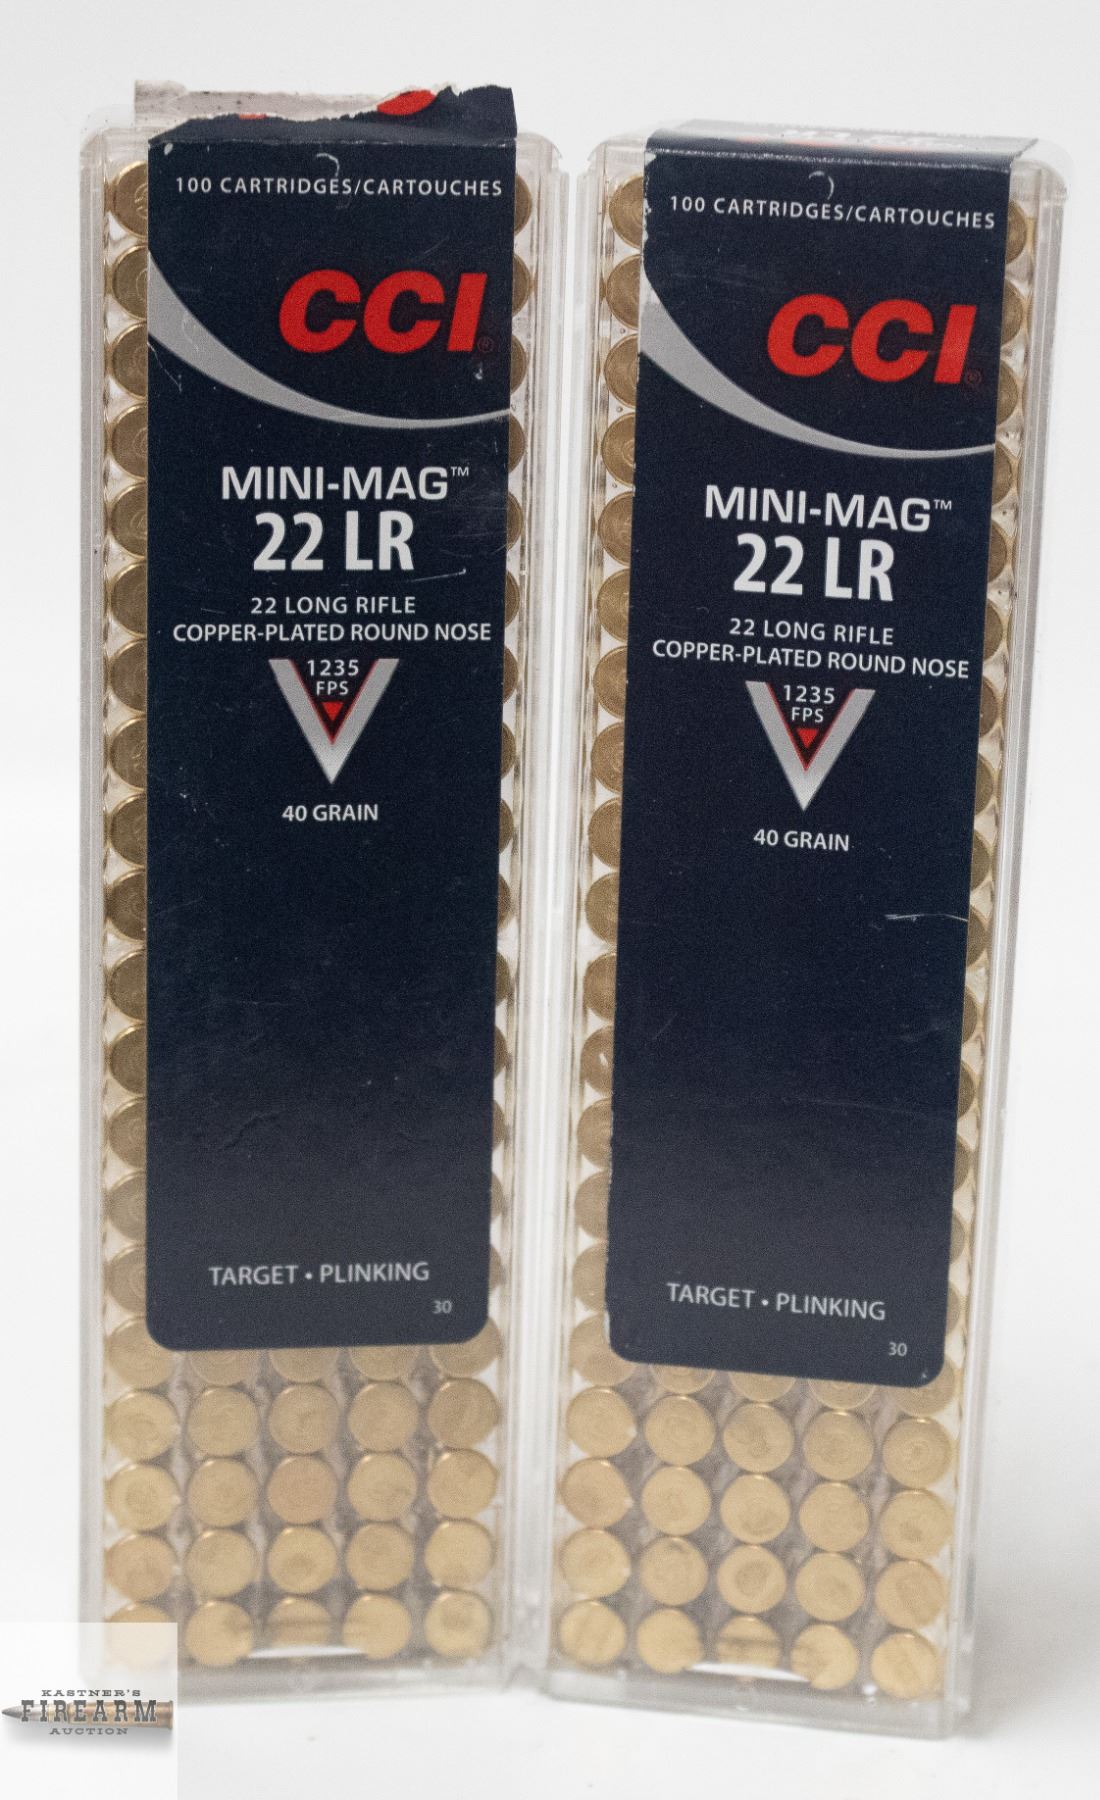 100 CARTRIDGES/CARTOUCHES
CCI®
MINI-MAG™
22 LR
22 LONG RIFLE
COPPER-PLATED ROUND NOSE
1235
FPS
40 GRAIN
TARGET • PLINKING
30
100 CARTRIDGES/CARTOUCHES
CCI®
MINI-MAG™
22 LR
22 LONG RIFLE
COPPER-PLATED ROUND NOSE
1235
FPS
40 GRAIN
TARGET • PLINKING
30
KASTNER'S
FIREARM
AUCTION